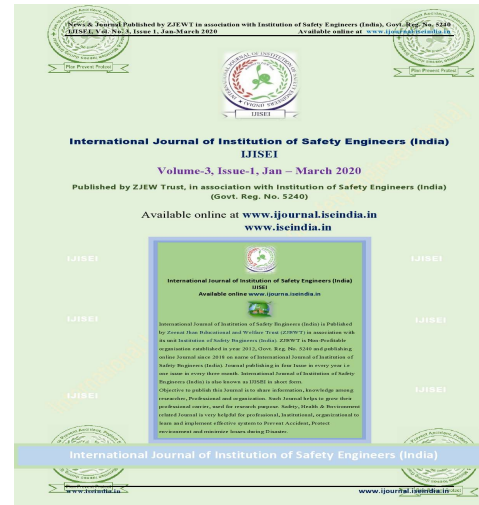 News & Journal Published by ZJEWT in association with Institution of Safety Engineers (India), Govt. Reg. No. 5240
IJISEI, Vol. No. 3, Issue 1, Jan-March 2020 Available online at www.ijournal.iseindia.in
Plan Prevent Protect
Plan Prevent Protect
IJISEI
International Journal of Institution of Safety Engineers (India)
IJISEI
Volume-3, Issue-1, Jan – March 2020
Published by ZJEW Trust, in association with Institution of Safety Engineers (India)
(Govt. Reg. No. 5240)
Available online at www.ijournal.iseindia.in
www.iseindia.in
IJISEI
IJISEI
International Journal of Institution of Safety Engineers (India)
IJISEI
Available online www.ijourna.iseindia.in
IJISEI
IJISEI
International Journal of Institution of Safety Engineers (India) is Published
by Zeenat Jhan Educational and Welfare Trust (ZJEWT) in association with
its unit Institution of Safety Engineers (India). ZJEWT is Non Profitable
organisation established in year 2012, Govt. Reg. No. 5240 and publishing
online Journal since 2018 on name of International Journal of Institution of
Safety Engineers (India). Journal publishing in four Issue in every year i.e
one issue in every three month. International Journal of Institution of Safety
Engineers (India) is also known as IJISEI in short form.
Objective to publish this Journal is to share information, knowledge among
researcher, Professional and organization. Such Journal helps to grow their
professional carrier, used for research purpose. Safety, Health & Environment
related Journal is very helpful for professional, Institutional, organizational to
learn and implement effective system to Prevent Accident, Protect
environment and minimize Issues during Disaster.
IJISEI
IJISEI
International Journal of Institution of Safety Engineers (India)
www.iseindia.in www.ijournal.iseindia.in